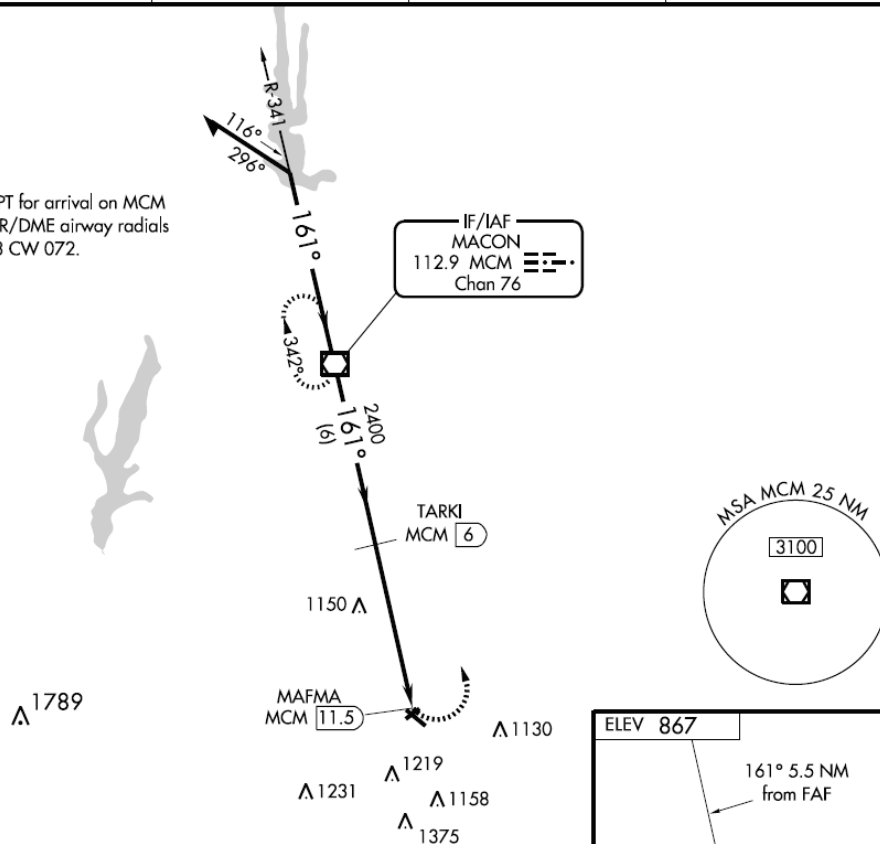 R-341
116°
296°
PT for arrival on MCM
R/DME airway radials
CW 072.
161°
IF/IAF
MACON
112.9 MCM
Chan 76
342°
2400
161°
(6)
TARKI
MCM 6
MSA MCM 25 NM
3100
1150
1789
MAFMA
MCM 11.5
1130
1219
1231
1158
1375
ELEV 867
161° 5.5 NM
from FAF